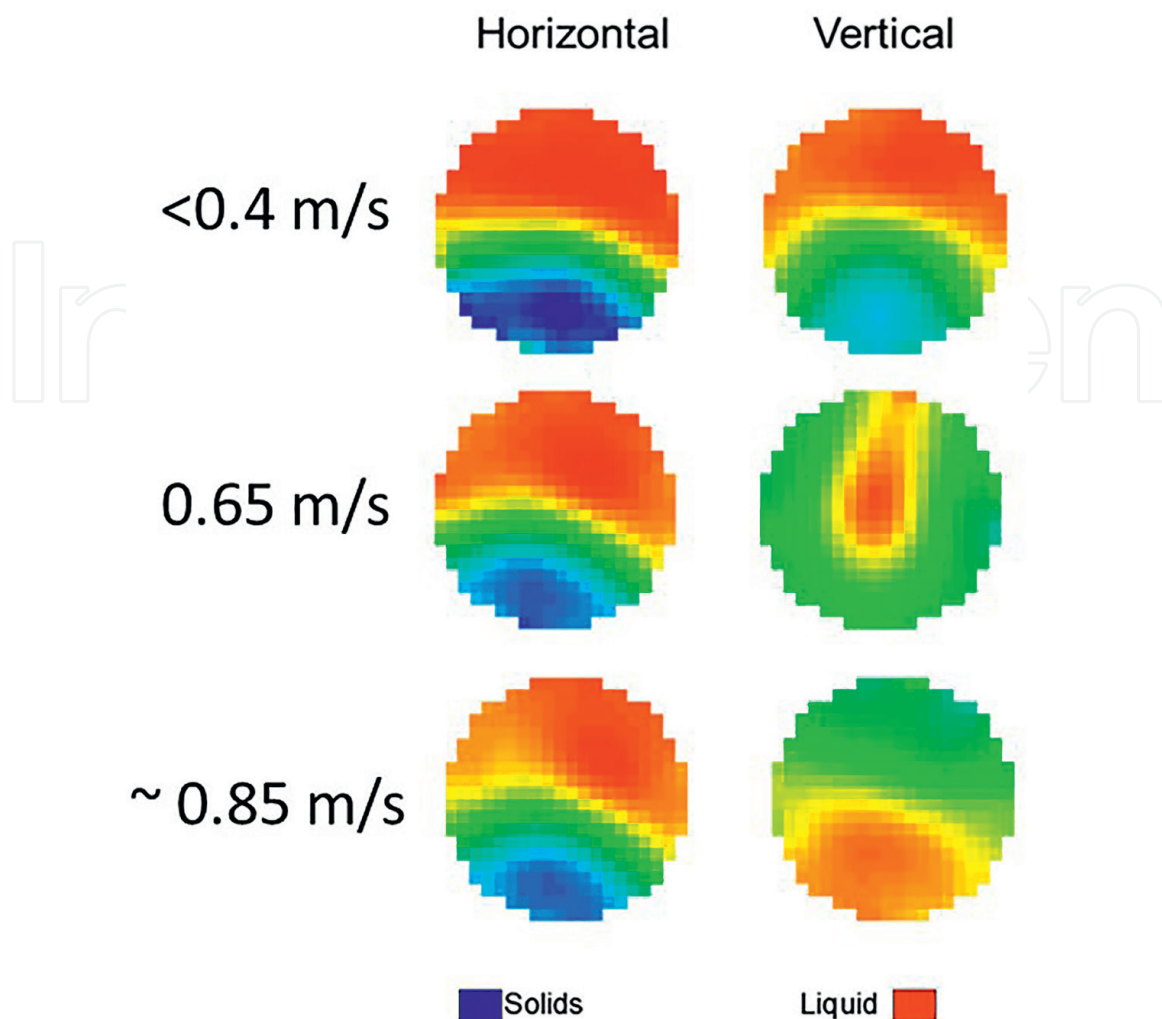 Horizontal Vertical
<0.4 m/s
0.65 m/s
~ 0.85 m/s
Solids Liquid